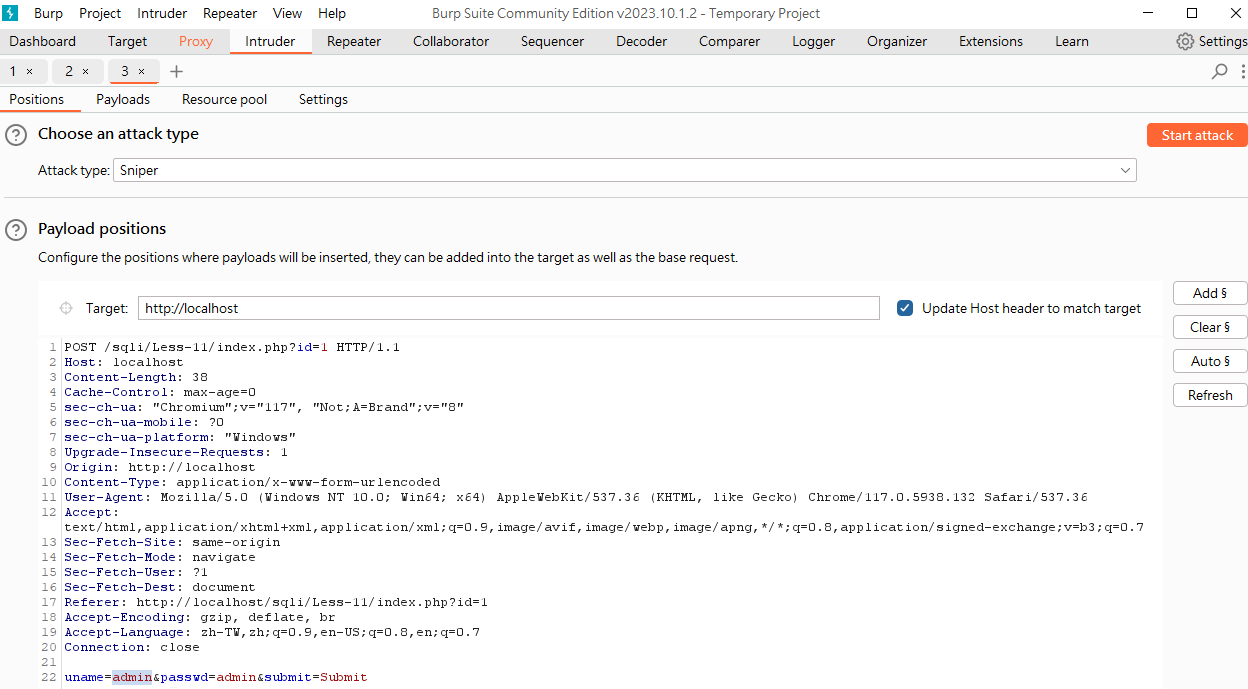 Burp Project Intruder Repeater View Help Burp Suite Community Edition v2023.10.1.2 - Temporary Project
Dashboard Target Proxy Intruder Repeater Collaborator Sequencer Decoder Comparer Logger Organizer Extensions Learn Settings
1 × 2 × 3 × +
Positions Payloads Resource pool Settings
? Choose an attack type Start attack
Attack type: Sniper
? Payload positions
Configure the positions where payloads will be inserted, they can be added into the target as well as the base request.
Target: http://localhost Update Host header to match target
Add §
Clear §
Auto §
Refresh
1 POST /sqli/Less-11/index.php?id=1 HTTP/1.1
2 Host: localhost
3 Content-Length: 38
4 Cache-Control: max-age=0
5 sec-ch-ua: "Chromium";v="117", "Not;A=Brand";v="8"
6 sec-ch-ua-mobile: ?0
7 sec-ch-ua-platform: "Windows"
8 Upgrade-Insecure-Requests: 1
9 Origin: http://localhost
10 Content-Type: application/x-www-form-urlencoded
11 User-Agent: Mozilla/5.0 (Windows NT 10.0; Win64; x64) AppleWebKit/537.36 (KHTML, like Gecko) Chrome/117.0.5938.132 Safari/537.36
12 Accept:
text/html,application/xhtml+xml,application/xml;q=0.9,image/avif,image/webp,image/apng,*/*;q=0.8,application/signed-exchange;v=b3;q=0.7
13 Sec-Fetch-Site: same-origin
14 Sec-Fetch-Mode: navigate
15 Sec-Fetch-User: ?1
16 Sec-Fetch-Dest: document
17 Referer: http://localhost/sqli/Less-11/index.php?id=1
18 Accept-Encoding: gzip, deflate, br
19 Accept-Language: zh-TW,zh;q=0.9,en-US;q=0.8,en;q=0.7
20 Connection: close
21
22 uname=admin&passwd=admin&submit=Submit